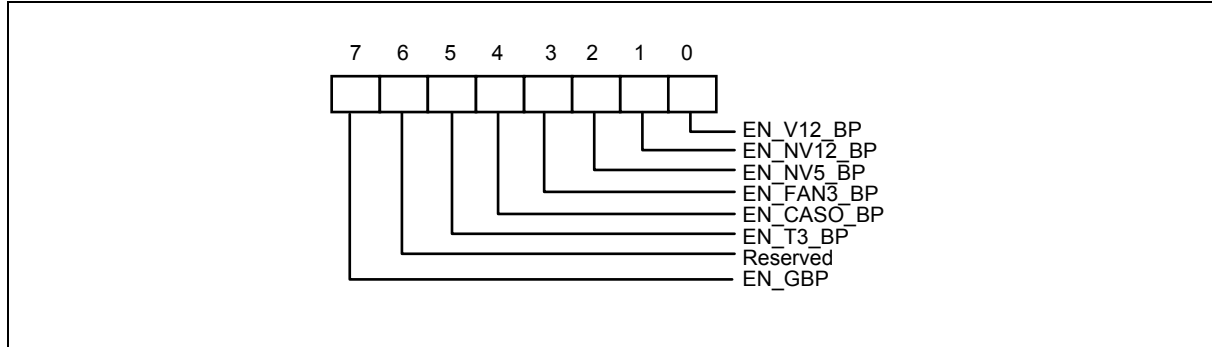 7 6 5 4 3 2 1 0
EN_V12_BP
EN_NV12_BP
EN_NV5_BP
EN_FAN3_BP
EN_CASO_BP
EN_T3_BP
Reserved
EN_GBP